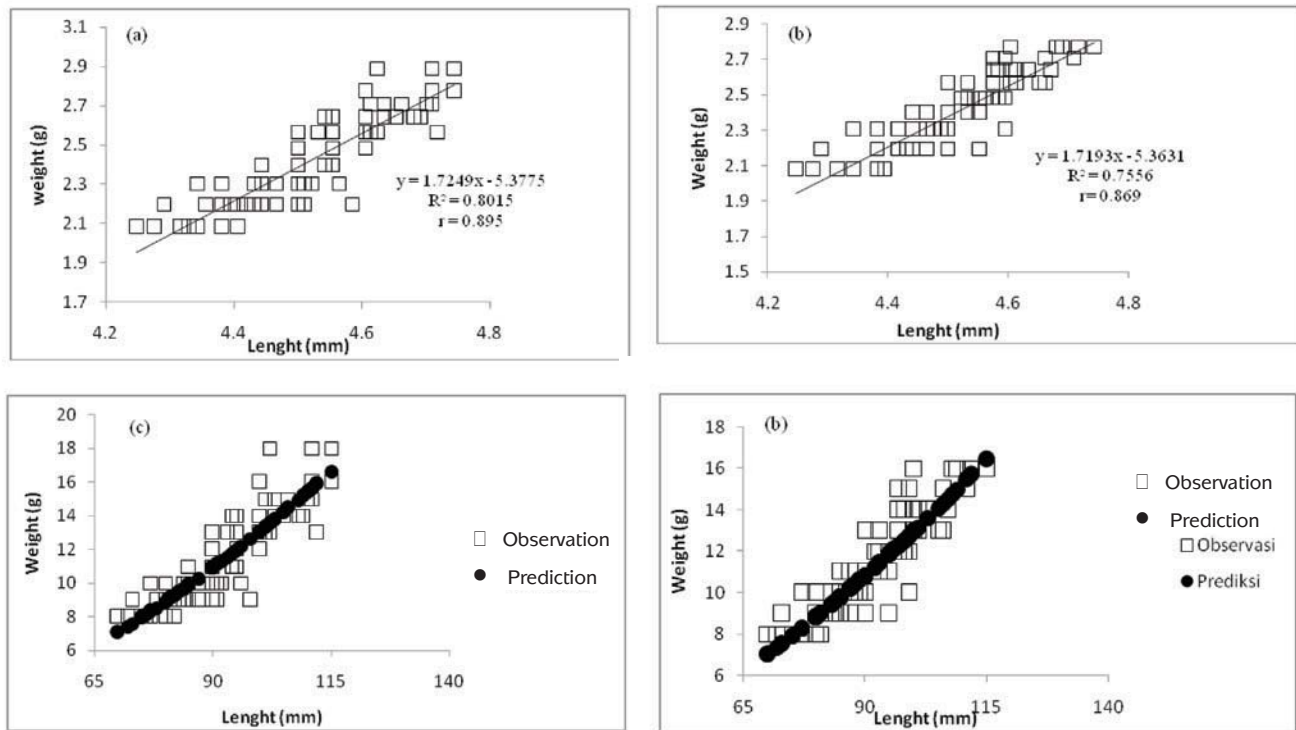 (a)
3.1
2.9
2.7
2.5
2.3
2.1
1.9
1.7
weight (g)
y = 1.7249x - 5.3775
R² = 0.8015
r = 0.895
4.2
4.4
4.6
4.8
Lenght (mm)
(b)
2.9
2.7
2.5
2.3
2.1
1.9
1.7
1.5
Weight (g)
y = 1.7193x - 5.3631
R² = 0.7556
r = 0.869
4.2
4.4
4.6
4.8
Lenght (mm)
(c)
20
18
16
14
12
10
8
6
Weight (g)
Observation
Prediction
65
90
115
140
Lenght (mm)
(b)
18
16
14
12
10
8
6
Weight (g)
Observation
Prediction
Observasi
Prediksi
65
90
115
140
Lenght (mm)